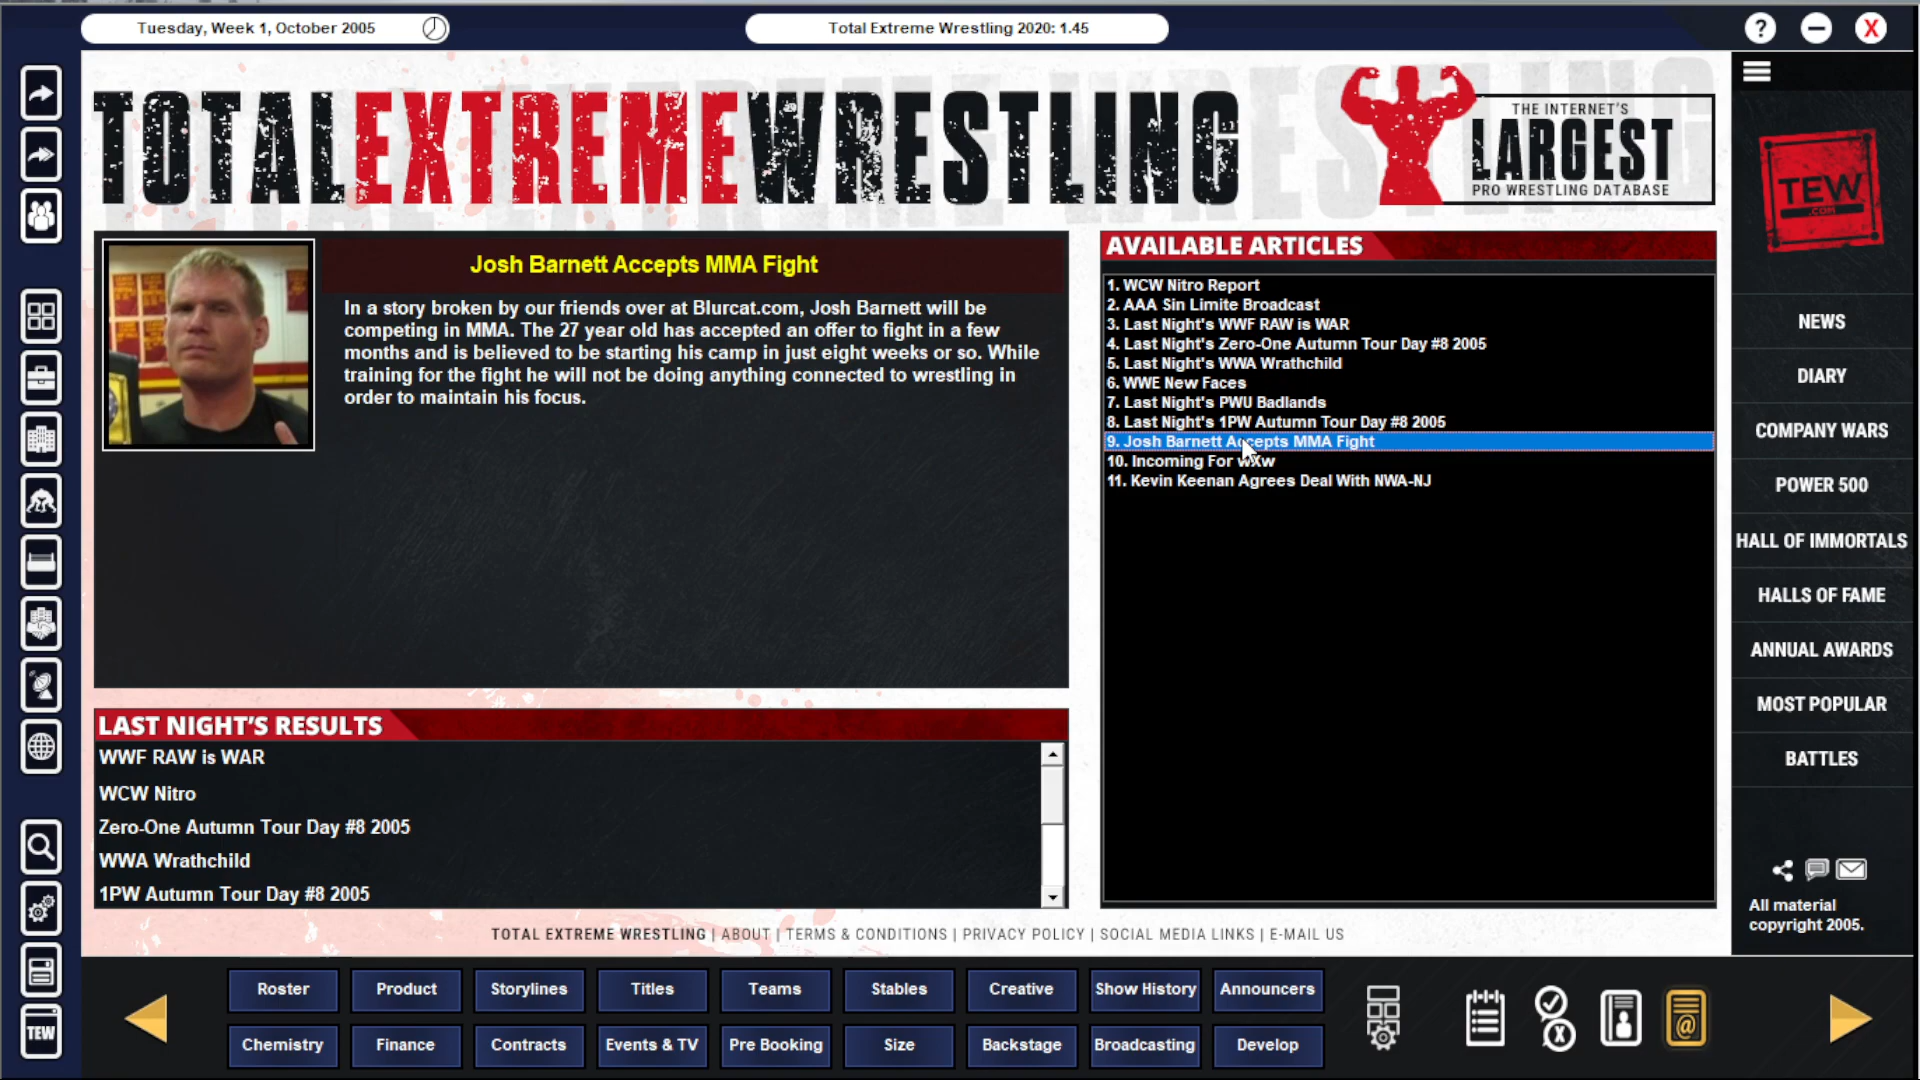 Tuesday, Week 1, October 2005
Total Extreme Wrestling 2020: 1.45
?
X
TOTALEXTREMEWRESTLING
THE INTERNET'S
LARGEST
PRO WRESTLING DATABASE
TEW
.com
Josh Barnett Accepts MMA Fight
In a story broken by our friends over at Blurcat.com, Josh Barnett will be
competing in MMA. The 27 year old has accepted an offer to fight in a few
months and is believed to be starting his camp in just eight weeks or so. While
training for the fight he will not be doing anything connected to wrestling in
order to maintain his focus.
AVAILABLE ARTICLES
1. WCW Nitro Report
2. AAA Sin Limite Broadcast
3. Last Night's WWF RAW is WAR
4. Last Night's Zero-One Autumn Tour Day #8 2005
5. Last Night's WWA Wrathchild
6. WWE New Faces
7. Last Night's PWU Badlands
8. Last Night's 1PW Autumn Tour Day #8 2005
9. Josh Barnett Accepts MMA Fight
10. Incoming For wXw
11. Kevin Keenan Agrees Deal With NWA-NJ
NEWS
DIARY
COMPANY WARS
POWER 500
HALL OF IMMORTALS
HALLS OF FAME
ANNUAL AWARDS
MOST POPULAR
BATTLES
All material
copyright 2005.
LAST NIGHT'S RESULTS
WWF RAW is WAR
WCW Nitro
Zero-One Autumn Tour Day #8 2005
WWA Wrathchild
1PW Autumn Tour Day #8 2005
TOTAL EXTREME WRESTLING | ABOUT | TERMS & CONDITIONS | PRIVACY POLICY | SOCIAL MEDIA LINKS | E-MAIL US
TEW
Roster Product Storylines Titles Teams Stables Creative Show History Announcers
Chemistry Finance Contracts Events & TV Pre Booking Size Backstage Broadcasting Develop